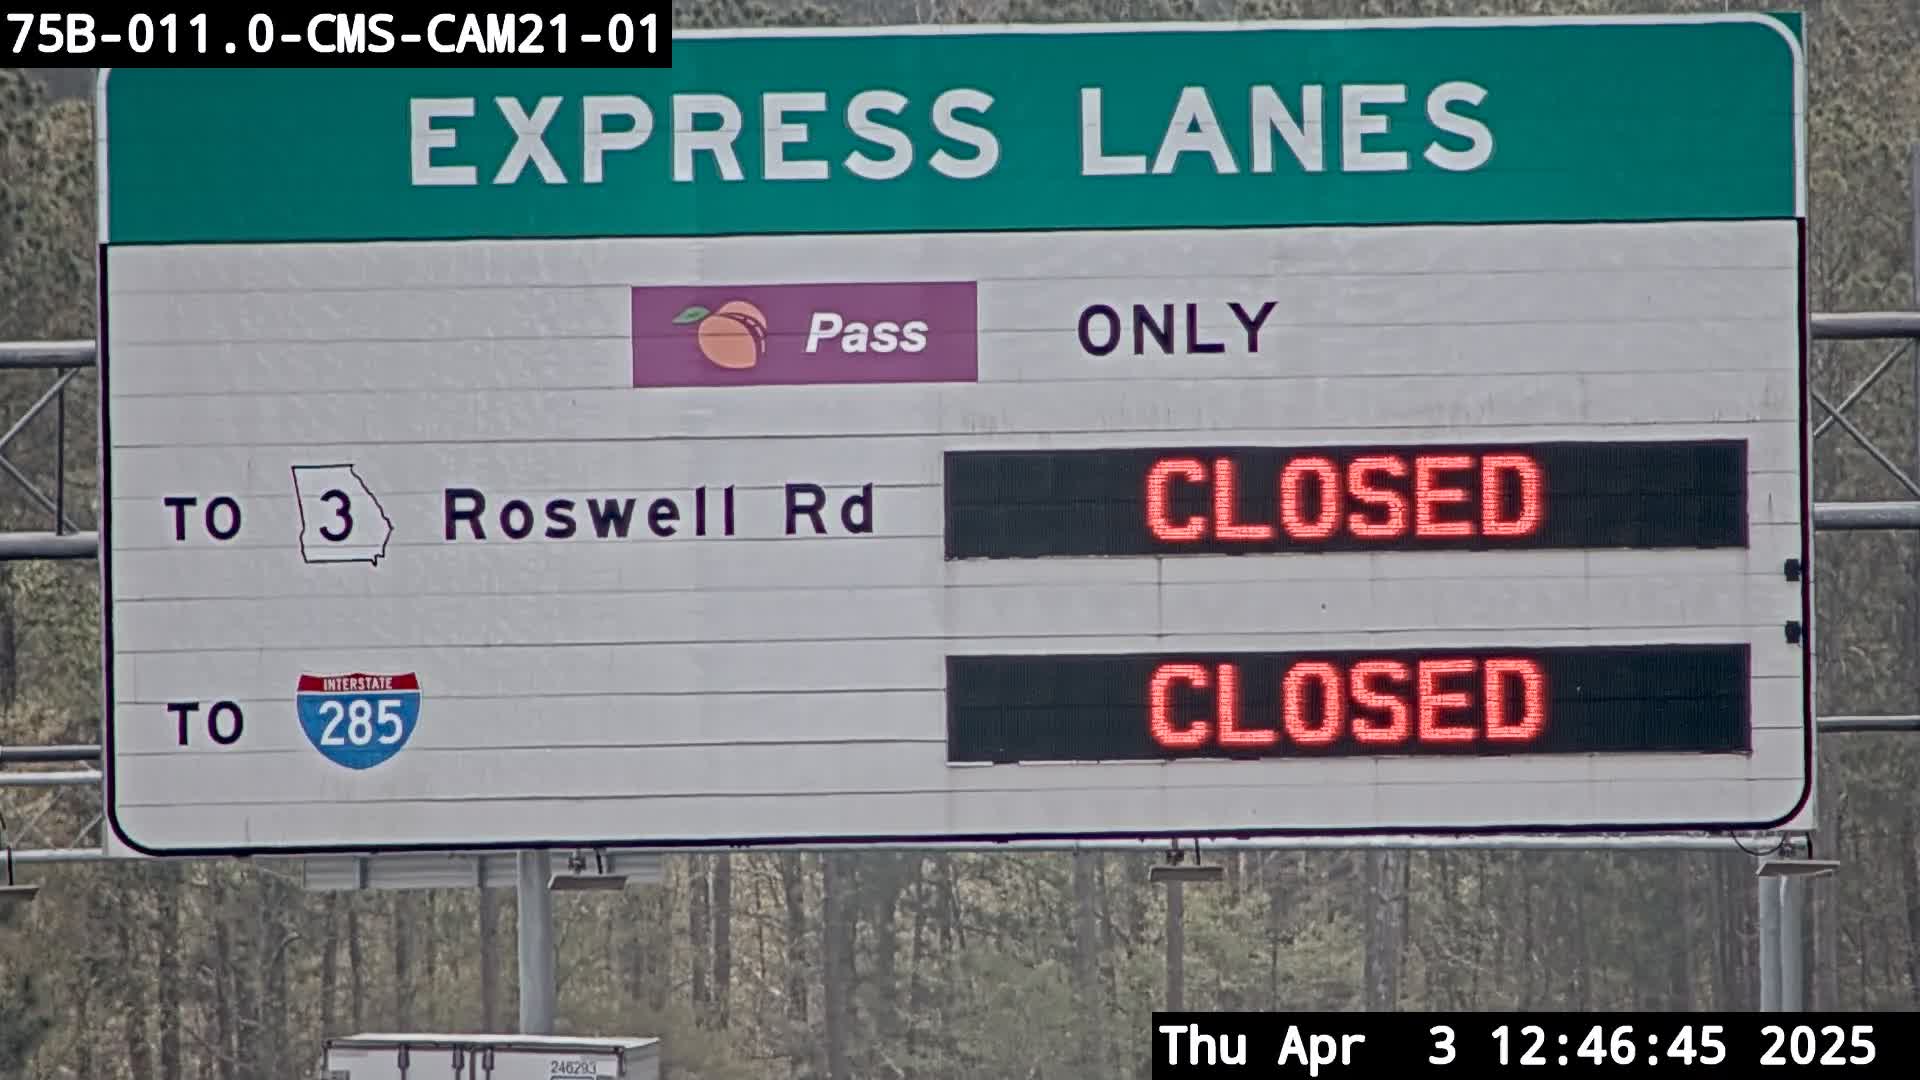 75B-011.0-CMS-CAM21-01
EXPRESS LANES
Pass ONLY
TO 3 Roswell Rd CLOSED
TO INTERSTATE 285 CLOSED
246293
Thu Apr 3 12:46:45 2025